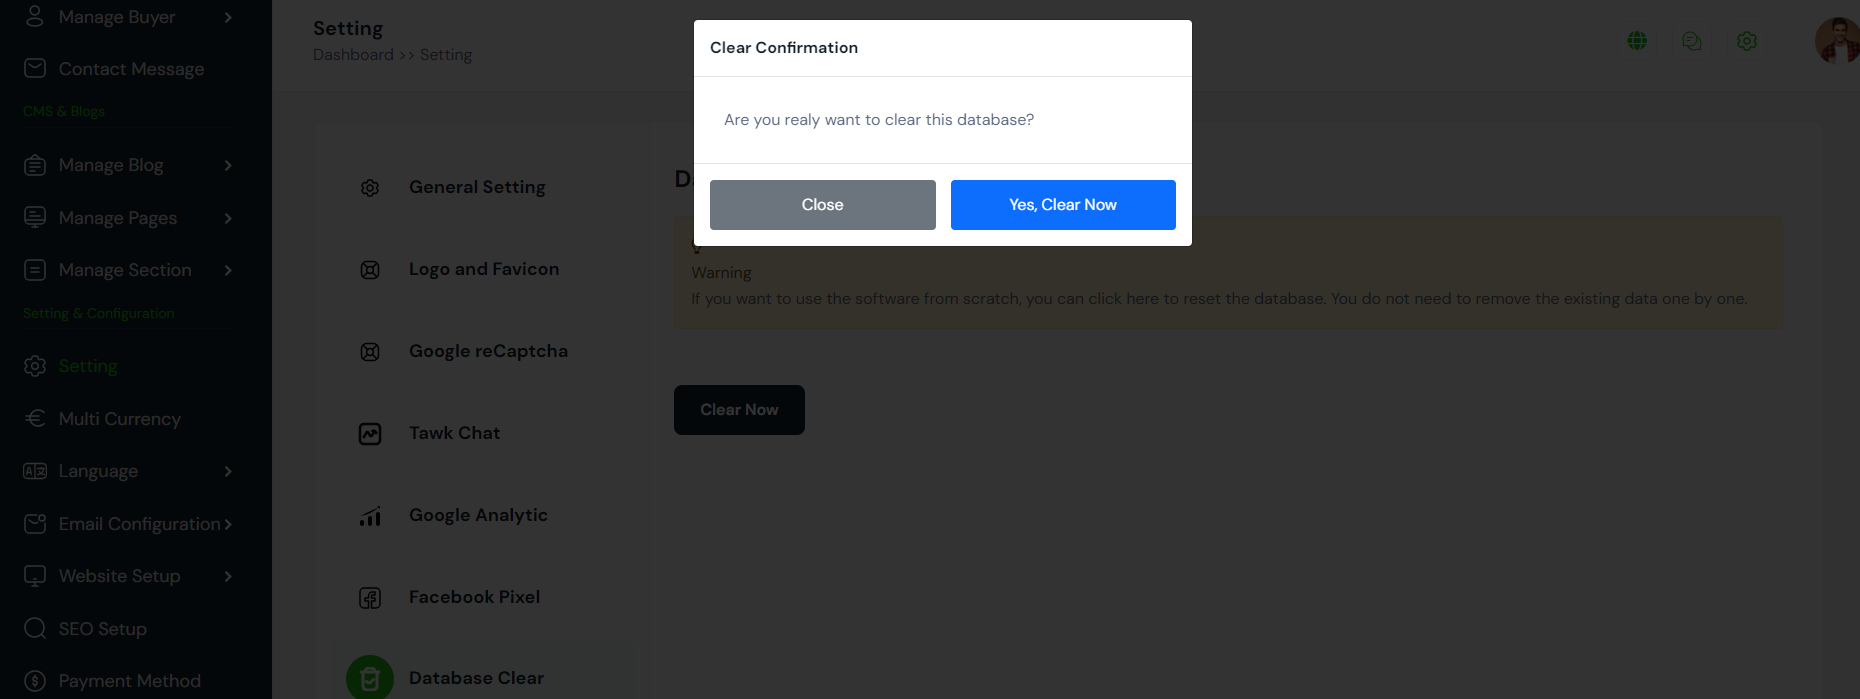 Manage Buyer
Contact Message
CMS & Blogs
Manage Blog
Manage Pages
Manage Section
Setting & Configuration
Setting
Multi Currency
Language
Email Configuration
Website Setup
SEO Setup
Payment Method
Setting
Dashboard >> Setting
General Setting
Logo and Favicon
Google reCaptcha
Tawk Chat
Google Analytic
Facebook Pixel
Database Clear
Clear Confirmation
Are you realy want to clear this database?
Close
Yes, Clear Now
Warning
If you want to use the software from scratch, you can click here to reset the database. You do not need to remove the existing data one by one.
Clear Now